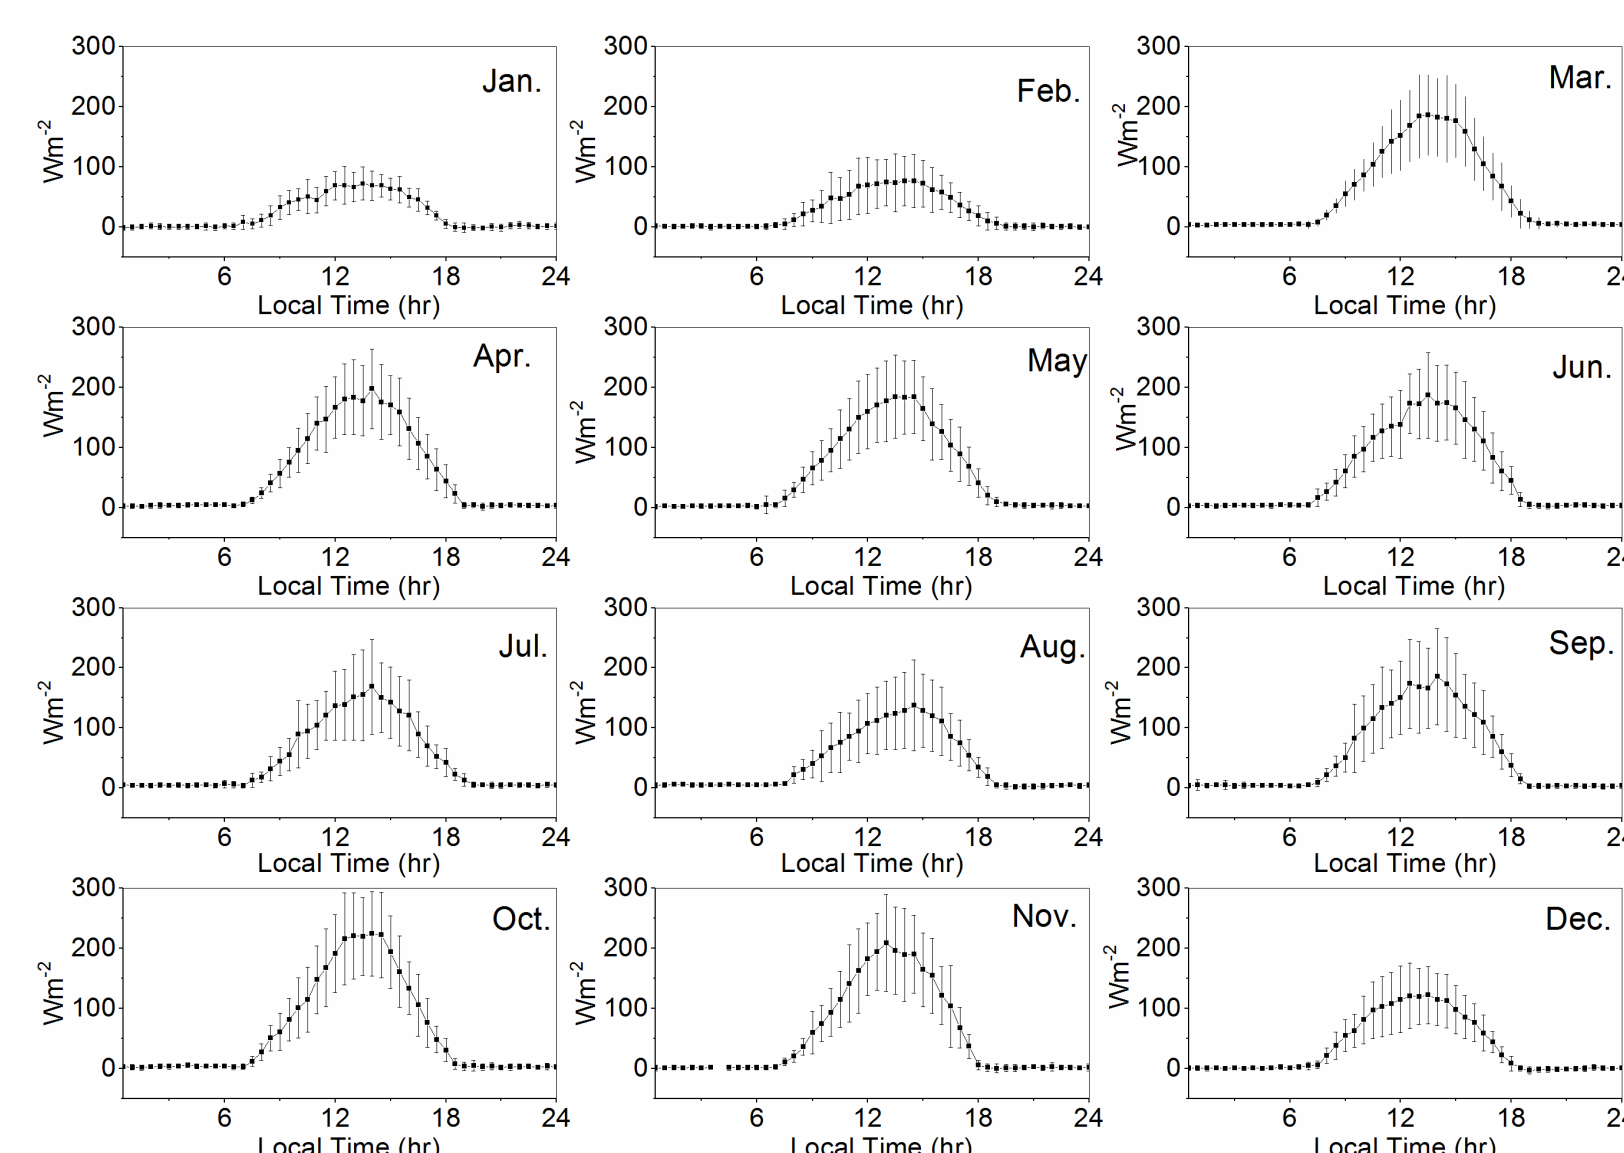 300 300 300
Jan. Feb. Mar.
200 200 200
Wm-2 Wm-2 Wm-2
100 100 100
0 0 0
6 12 18 24 6 12 18 24 6 12 18 24
Local Time (hr) Local Time (hr) Local Time (hr)
300 300 300
Apr. May Jun.
200 200 200
Wm-2 Wm-2 Wm-2
100 100 100
0 0 0
6 12 18 24 6 12 18 24 6 12 18 24
Local Time (hr) Local Time (hr) Local Time (hr)
300 300 300
Jul. Aug. Sep.
200 200 200
Wm-2 Wm-2 Wm-2
100 100 100
0 0 0
6 12 18 24 6 12 18 24 6 12 18 24
Local Time (hr) Local Time (hr) Local Time (hr)
300 300 300
Oct. Nov. Dec.
200 200 200
Wm-2 Wm-2 Wm-2
100 100 100
0 0 0
6 12 18 24 6 12 18 24 6 12 18 24
Local Time (hr) Local Time (hr) Local Time (hr)